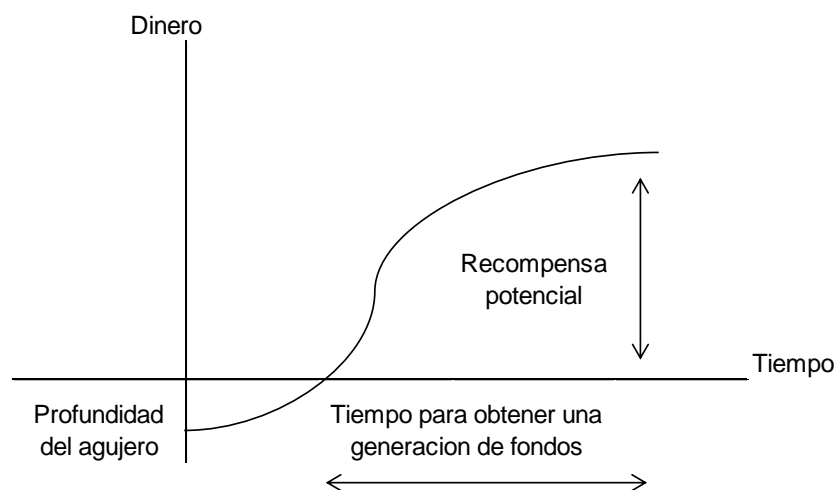 Dinero
Recompensa
potencial
Tiempo
Profundidad
del agujero
Tiempo para obtener una
generacion de fondos